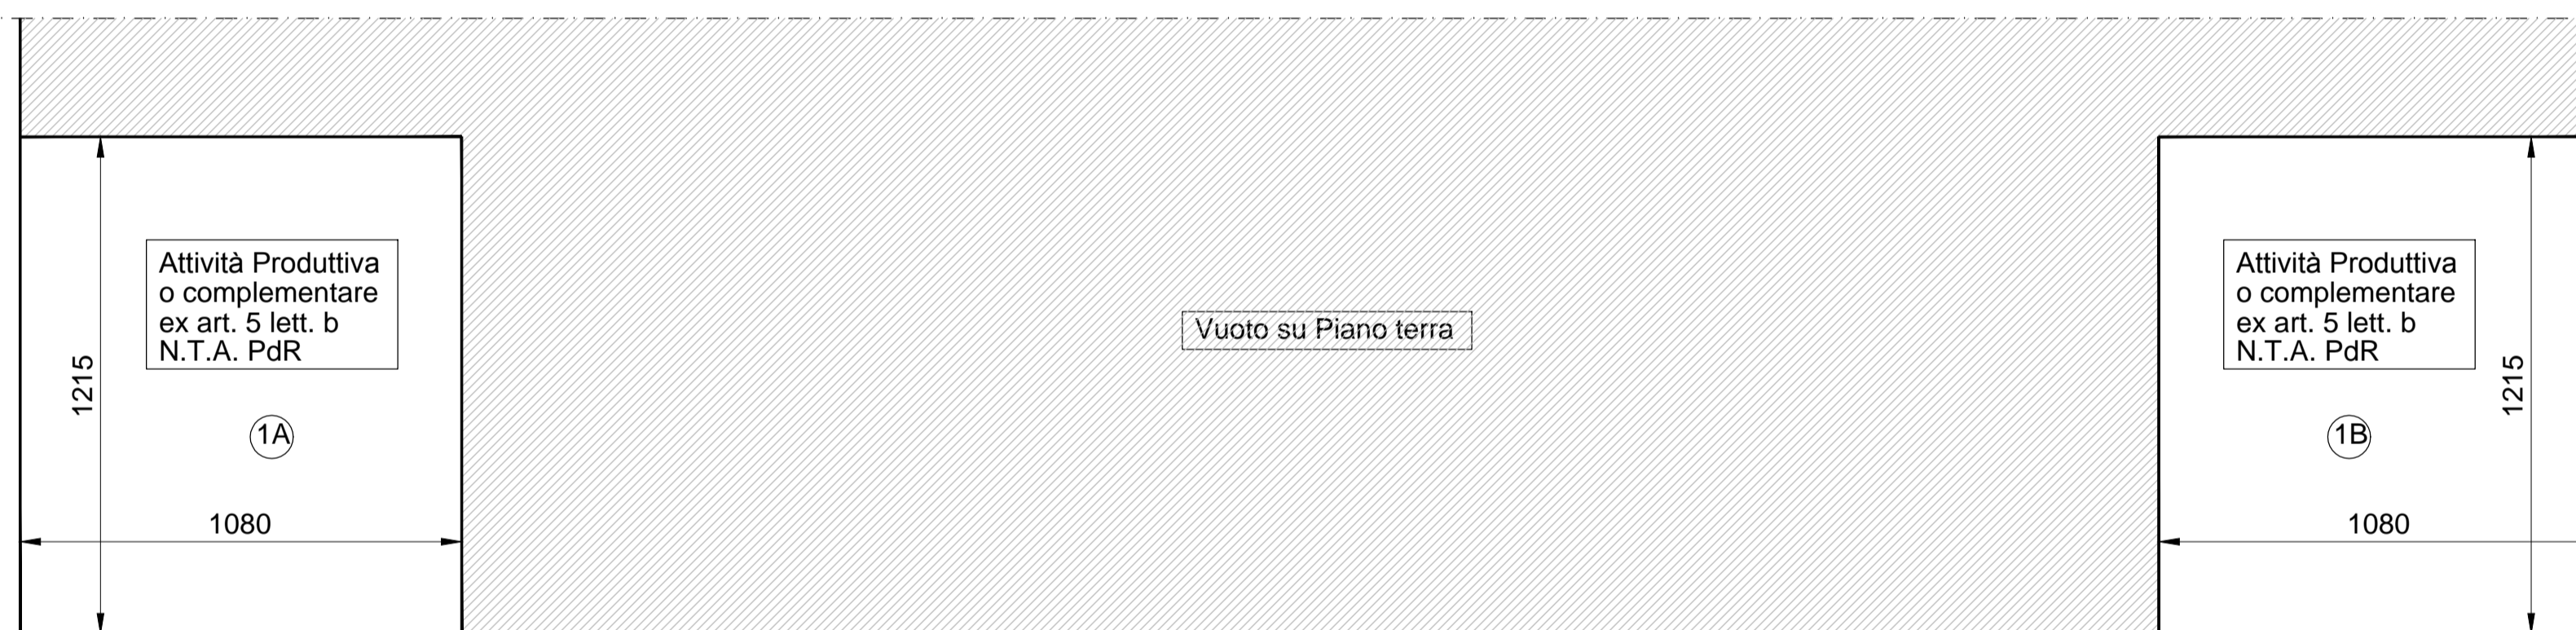 Attività Produttiva
o complementare
ex art. 5 lett. b
N.T.A. PdR
1215
1A
1080
Vuoto su Piano terra
Attività Produttiva
o complementare
ex art. 5 lett. b
N.T.A. PdR
1215
1B
1080